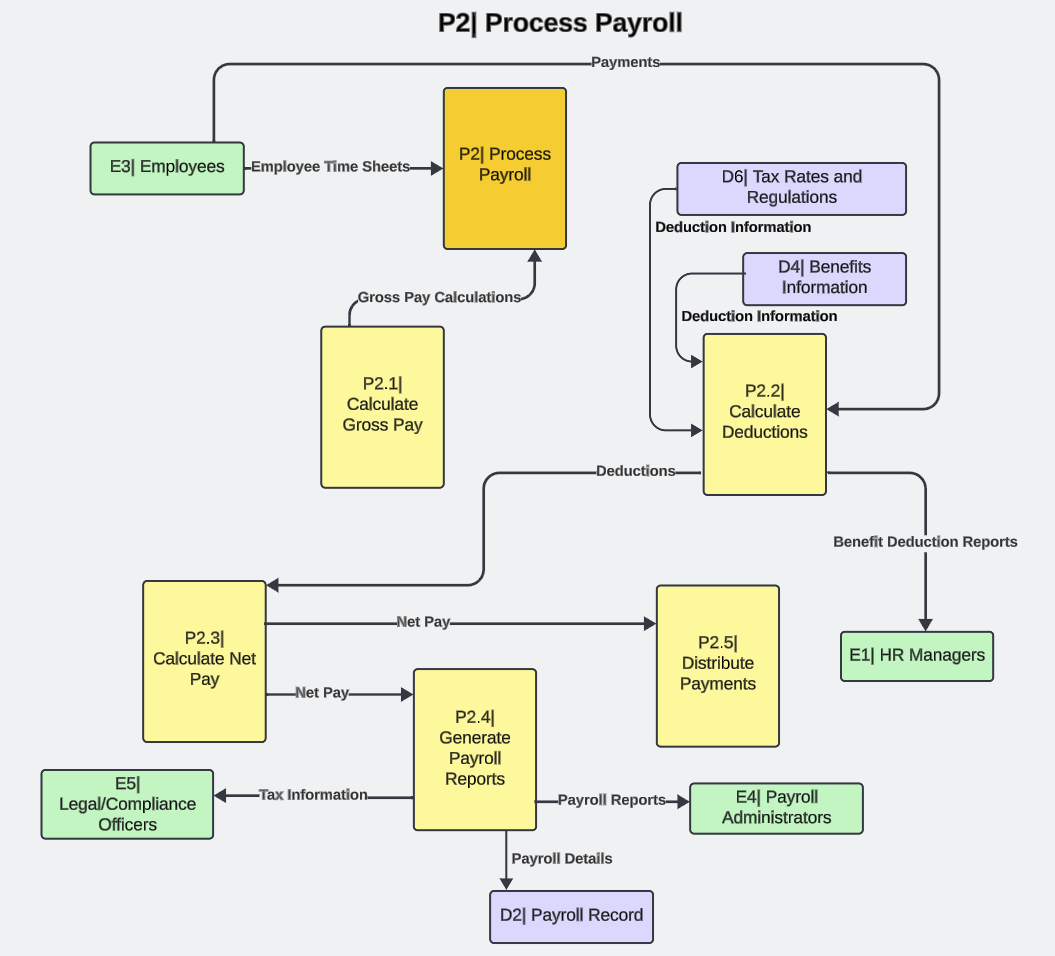 P2| Process Payroll
Payments
E3| Employees
Employee Time Sheets
P2| Process
Payroll
D6| Tax Rates and
Regulations
Deduction Information
D4| Benefits
Information
Deduction Information
Gross Pay Calculations
P2.1|
Calculate
Gross Pay
P2.2|
Calculate
Deductions
Deductions
Benefit Deduction Reports
P2.3|
Calculate Net
Pay
Net Pay
P2.5|
Distribute
Payments
E1| HR Managers
Net Pay
P2.4|
Generate
Payroll
Reports
E5|
Legal/Compliance
Officers
Tax Information
Payroll Reports
E4| Payroll
Administrators
Payroll Details
D2| Payroll Record